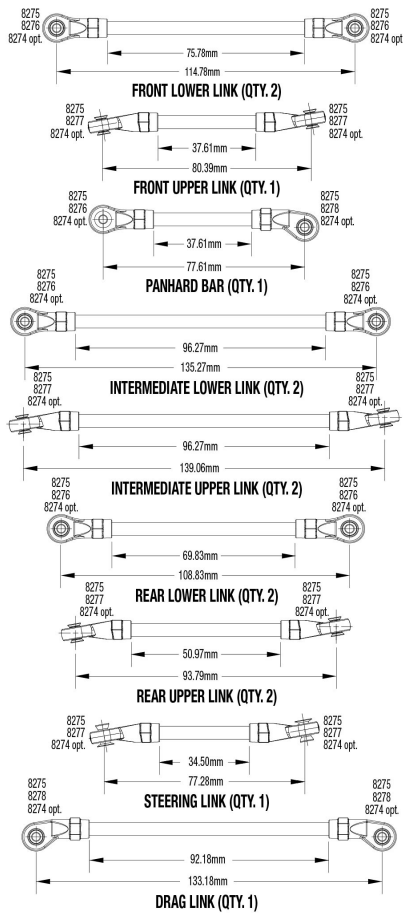 8275
8276
8274 opt.
8275
8276
8274 opt
75.78mm
114.78mm
FRONT LOWER LINK (QTY. 2)
8275
8277
8274 opt.
8275
8277
8274 opt.
37.61mm
80.39mm
FRONT UPPER LINK (QTY. 1)
8275
8276
8274 opt.
8275
8278
8274 opt.
37.61mm
77.61mm
PANHARD BAR (QTY. 1)
8275
8276
8274 opt.
8275
8276
8274 opt.
96.27mm
135.27mm
INTERMEDIATE LOWER LINK (QTY. 2)
8275
8277
8274 opt.
8275
8277
8274 opt.
96.27mm
139.06mm
INTERMEDIATE UPPER LINK (QTY. 2)
8275
8276
8274 opt.
8275
8276
8274 opt.
69.83mm
108.83mm
REAR LOWER LINK (QTY. 2)
8275
8277
8274 opt.
8275
8277
8274 opt.
50.97mm
93.79mm
REAR UPPER LINK (QTY. 2)
8275
8277
8274 opt.
8275
8277
8274 opt.
34.50mm
77.28mm
STEERING LINK (QTY. 1)
8275
8278
8274 opt.
8275
8278
8274 opt.
92.18mm
133.18mm
DRAG LINK (QTY. 1)